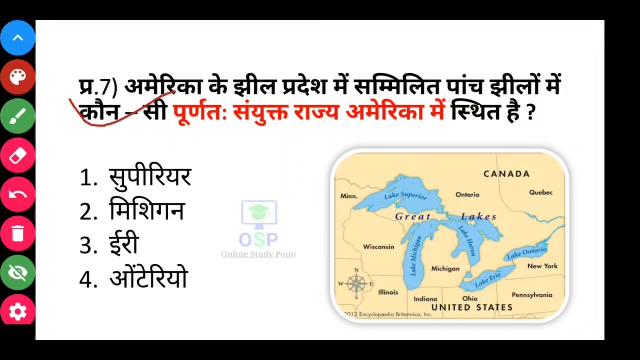 प्र.7) अमेरिका के झील प्रदेश में सम्मिलित पांच झीलों में
कौन – सी पूर्णत: संयुक्त राज्य अमेरिका में स्थित है ?
1. सुपीरियर
2. मिशिगन
3. ईरी
4. ओंटेरियो
OSP
Online Study Point
CANADA
Minn.
Lake Superior
Ontario
Quebec
Great Lakes
Wisconsin
Lake Michigan
Lake Huron
Lake Ontario
Michigan
New York
Lake Erie
W
Illinois
Indiana
Ohio
Pennsylvania
UNITED STATES
2012 Encyclopædia Britannica, Inc.